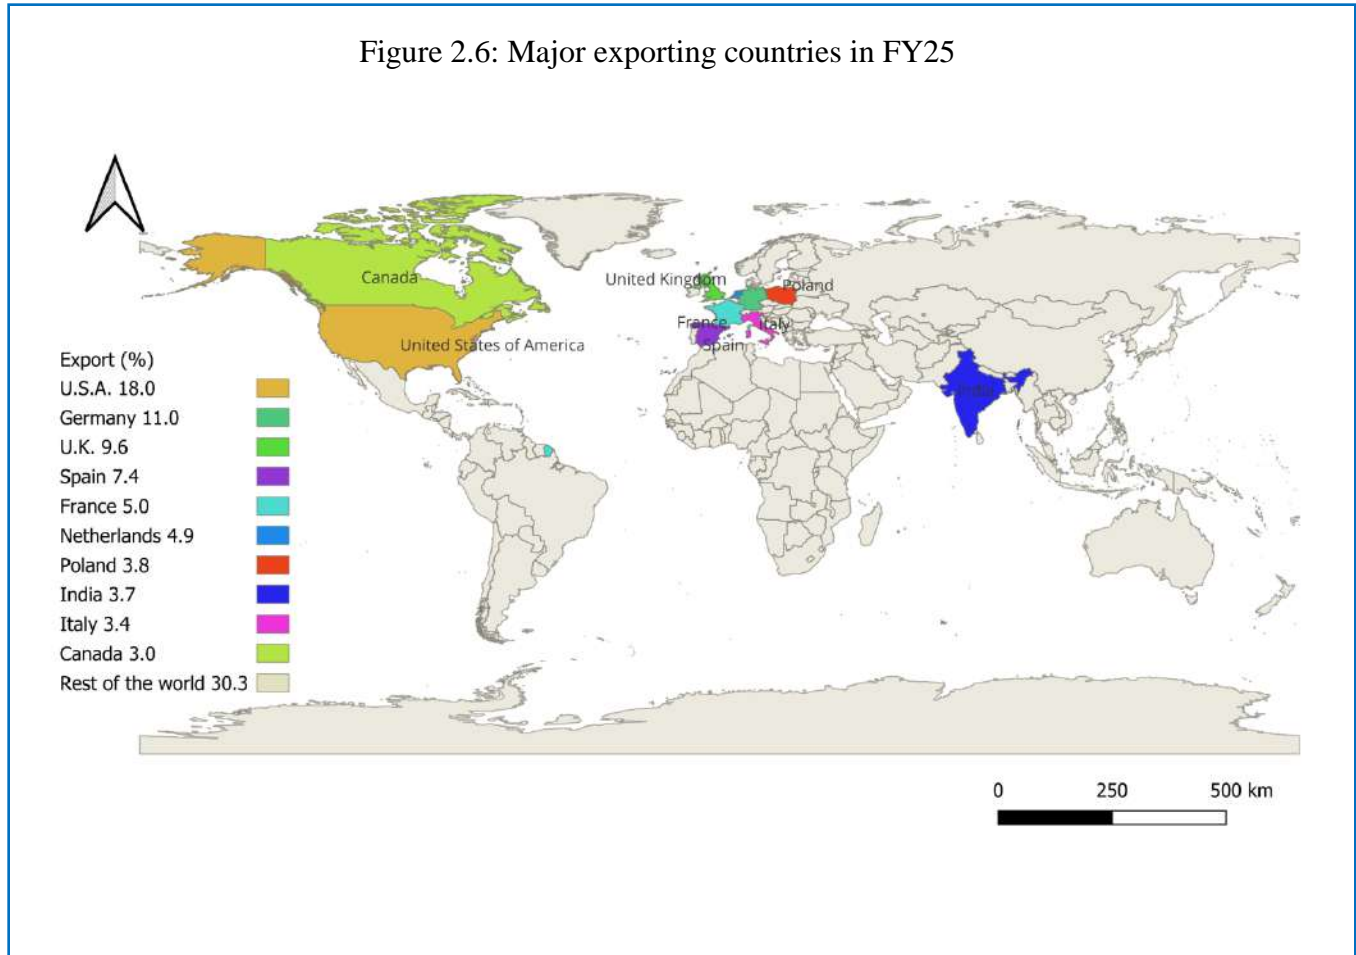 Figure 2.6: Major exporting countries in FY25
Canada
United Kingdom
Poland
France
Italy
Spain
United States of America
India
Export (%)
U.S.A. 18.0
Germany 11.0
U.K. 9.6
Spain 7.4
France 5.0
Netherlands 4.9
Poland 3.8
India 3.7
Italy 3.4
Canada 3.0
Rest of the world 30.3
0 250 500 km